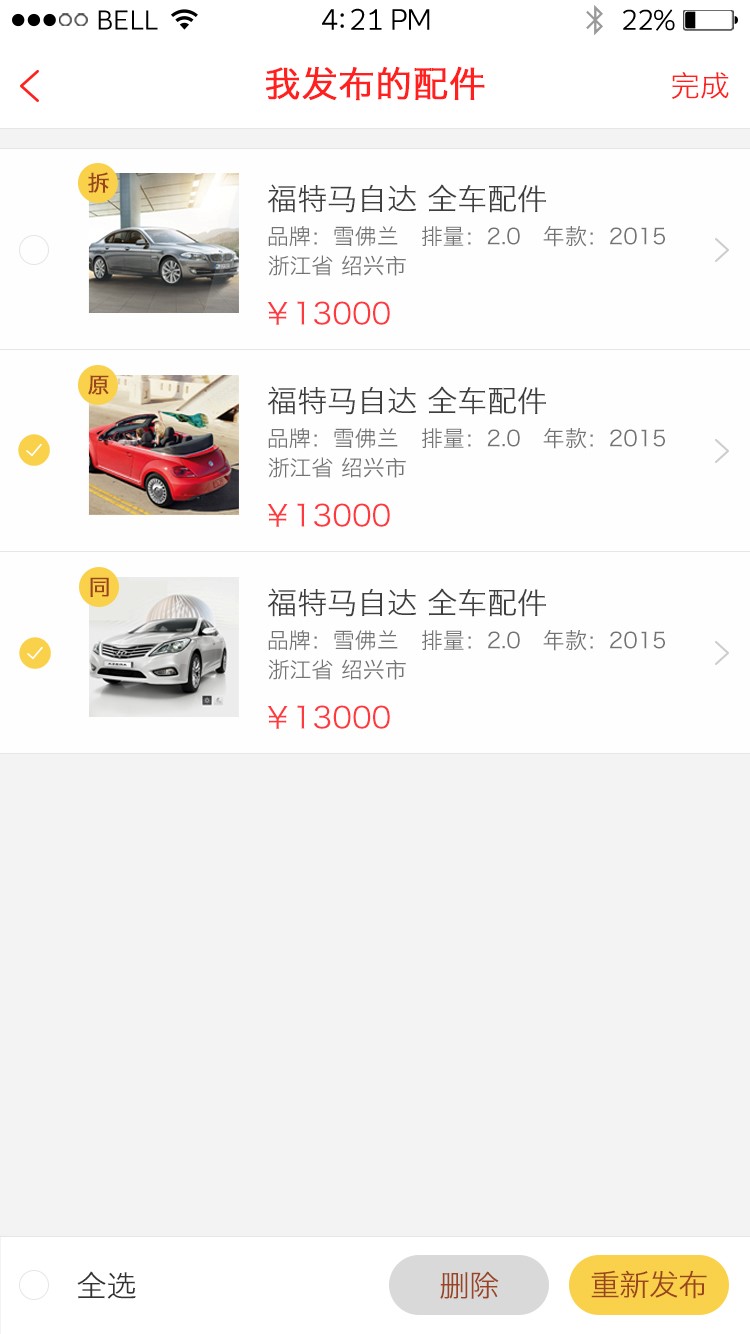 BELL 4:21 PM 22%
我发布的配件 完成
拆
福特马自达 全车配件
品牌：雪佛兰 排量：2.0 年款：2015
浙江省 绍兴市
￥13000
原
福特马自达 全车配件
品牌：雪佛兰 排量：2.0 年款：2015
浙江省 绍兴市
￥13000
同
福特马自达 全车配件
品牌：雪佛兰 排量：2.0 年款：2015
浙江省 绍兴市
￥13000
全选 删除 重新发布